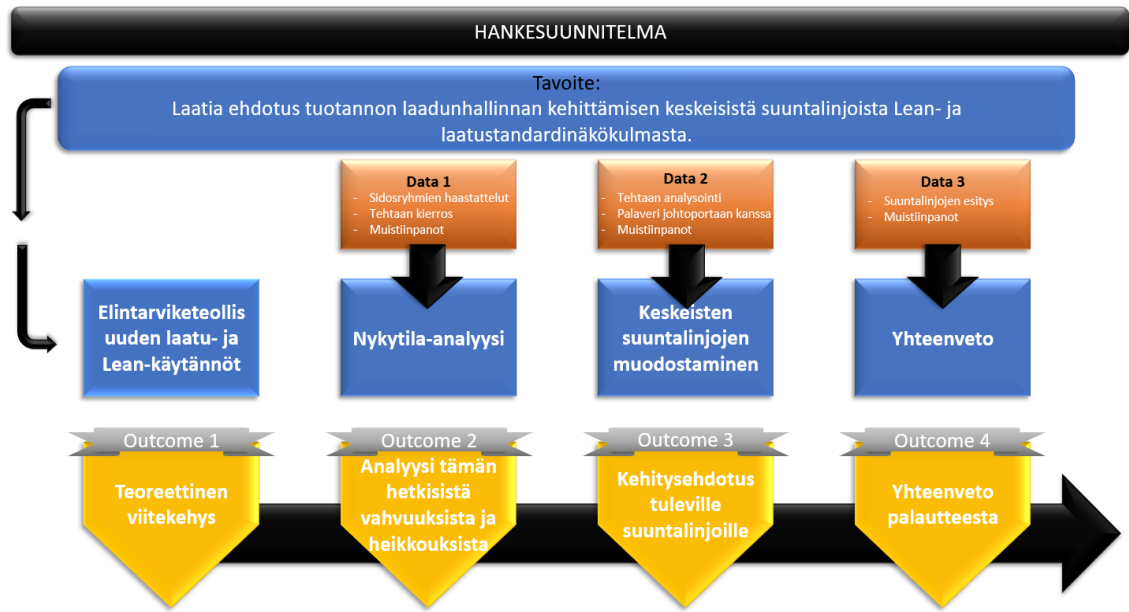 HANKESUUNNITELMA
Tavoite:
Laatia ehdotus tuotannon laadunhallinnan kehittämisen keskeisistä suuntalinjoista Lean- ja
laatustandardinäkökulmasta.
Data 1
- Sidosryhmien haastattelut
- Tehtaan kierros
- Muistiinpanot
Data 2
- Tehtaan analysointi
- Palaveri johtoportaan kanssa
- Muistiinpanot
Data 3
- Suuntalinjojen esitys
- Muistiinpanot
Elintarviketeollis
uuden laatu- ja
Lean-käytännöt
Nykytila-analyysi
Keskeisten
suuntalinjojen
muodostaminen
Yhteenveto
Outcome 1
Teoreettinen
viitekehys
Outcome 2
Analyysi tämän
hetkisistä
vahvuuksista ja
heikkouksista
Outcome 3
Kehitysehdotus
tuleville
suuntalinjoille
Outcome 4
Yhteenveto
palautteesta